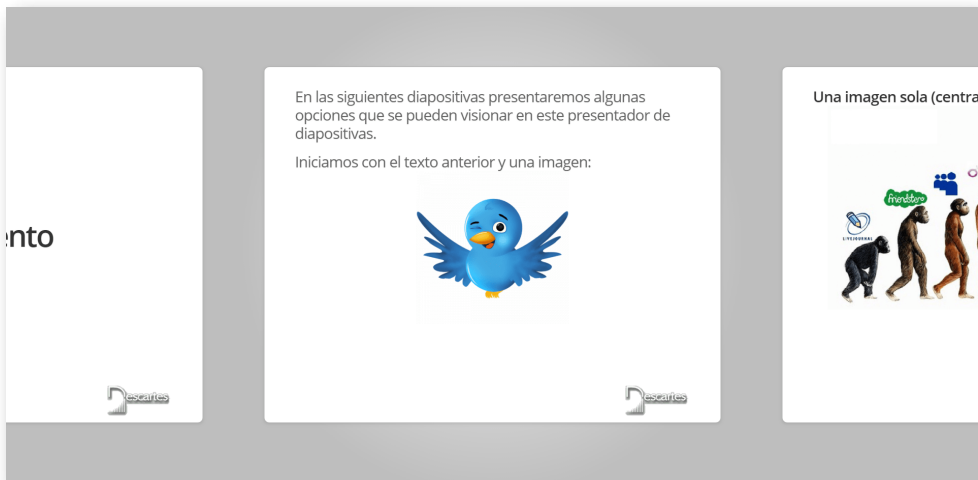 ento
Descartes
En las siguientes diapositivas presentaremos algunas
opciones que se pueden visionar en este presentador de
diapositivas.
Iniciamos con el texto anterior y una imagen:
Descartes
Una imagen sola (centra
LIVEJOURNAL
friendster